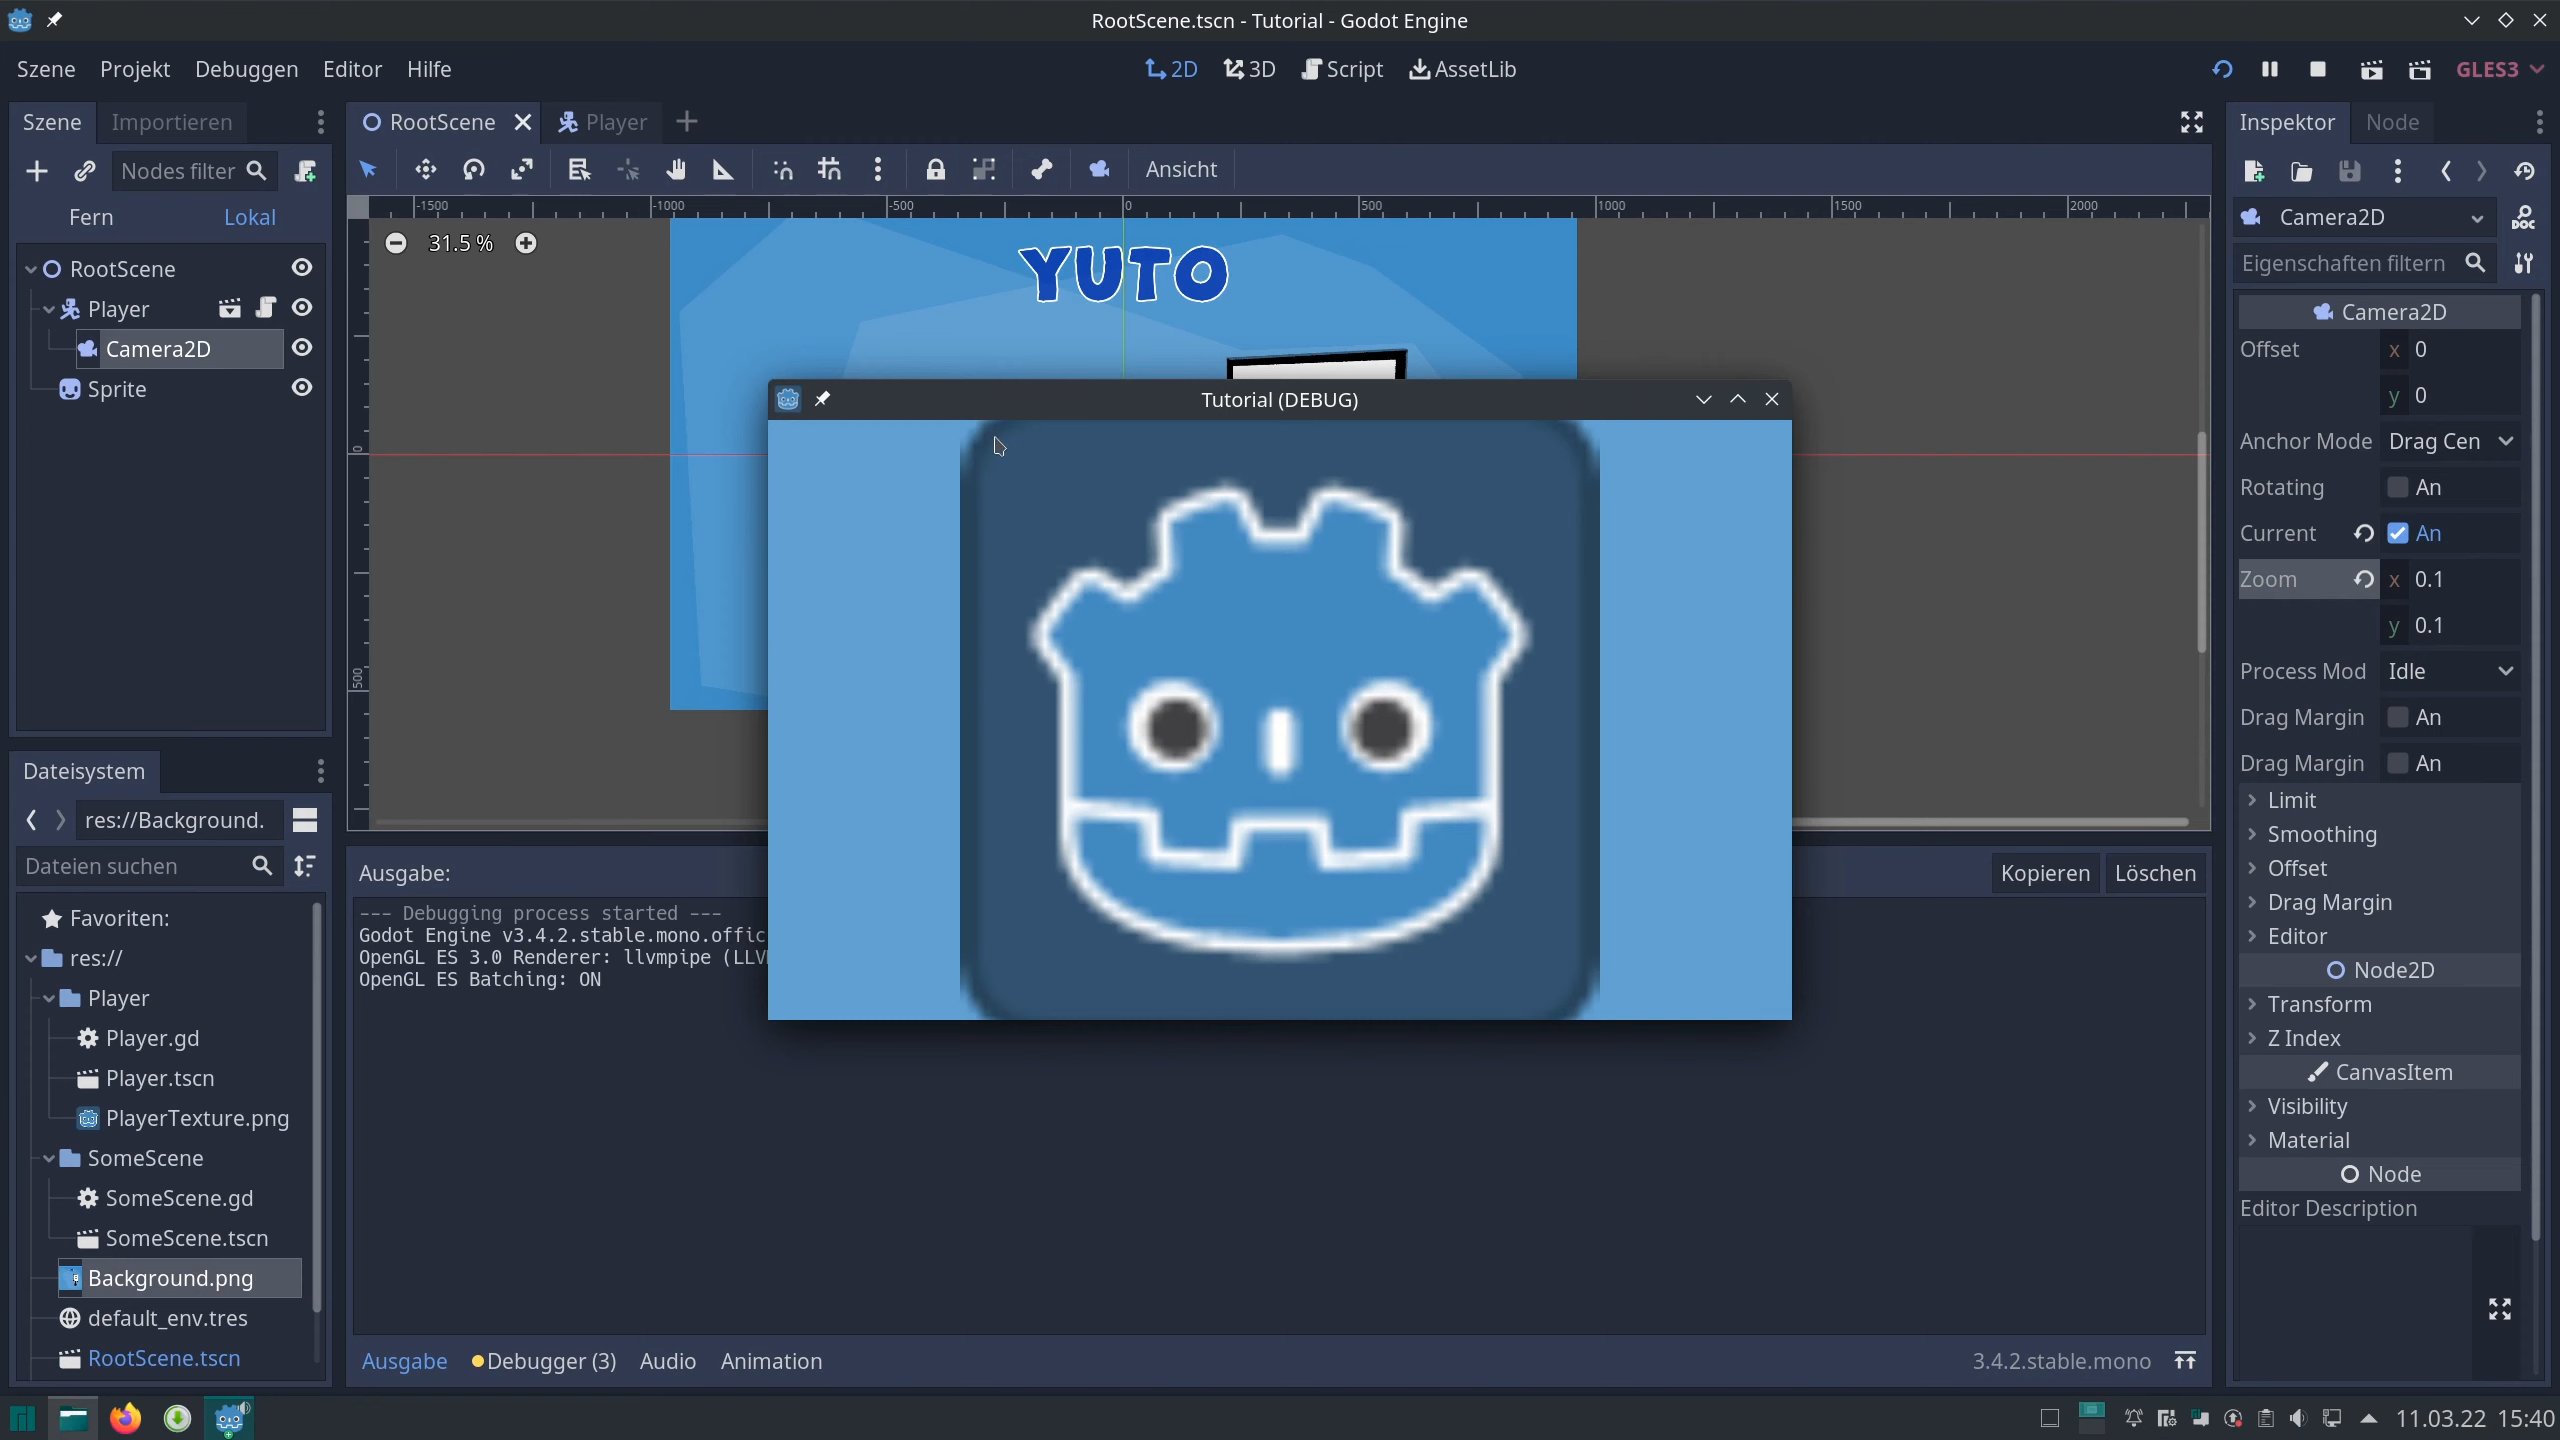 RootScene.tscn - Tutorial - Godot Engine
Szene Projekt Debuggen Editor Hilfe
2D 3D Script AssetLib
GLES3
Szene Importieren
RootScene Player
Inspektor Node
Nodes filter
Ansicht
Fern Lokal
-1500 -1000 -500 0 500 1000 1500 2000
Camera2D
31.5 %
Eigenschaften filtern
RootScene
Player
Camera2D
Sprite
YUTO
0
500
Camera2D
Offset x 0
y 0
Anchor Mode Drag Cen
Rotating An
Current An
Zoom x 0.1
y 0.1
Process Mod Idle
Drag Margin An
Drag Margin An
Limit
Smoothing
Offset
Drag Margin
Editor
Node2D
Transform
Z Index
CanvasItem
Visibility
Material
Node
Editor Description
Tutorial (DEBUG)
Dateisystem
res://Background.
Dateien suchen
Favoriten:
res://
Player
Player.gd
Player.tscn
PlayerTexture.png
SomeScene
SomeScene.gd
SomeScene.tscn
Background.png
default_env.tres
RootScene.tscn
Ausgabe:
Kopieren Löschen
--- Debugging process started ---
Godot Engine v3.4.2.stable.mono.offic
OpenGL ES 3.0 Renderer: llvmpipe (LLV
OpenGL ES Batching: ON
Ausgabe Debugger (3) Audio Animation
3.4.2.stable.mono
DOC
11.03.22 15:40